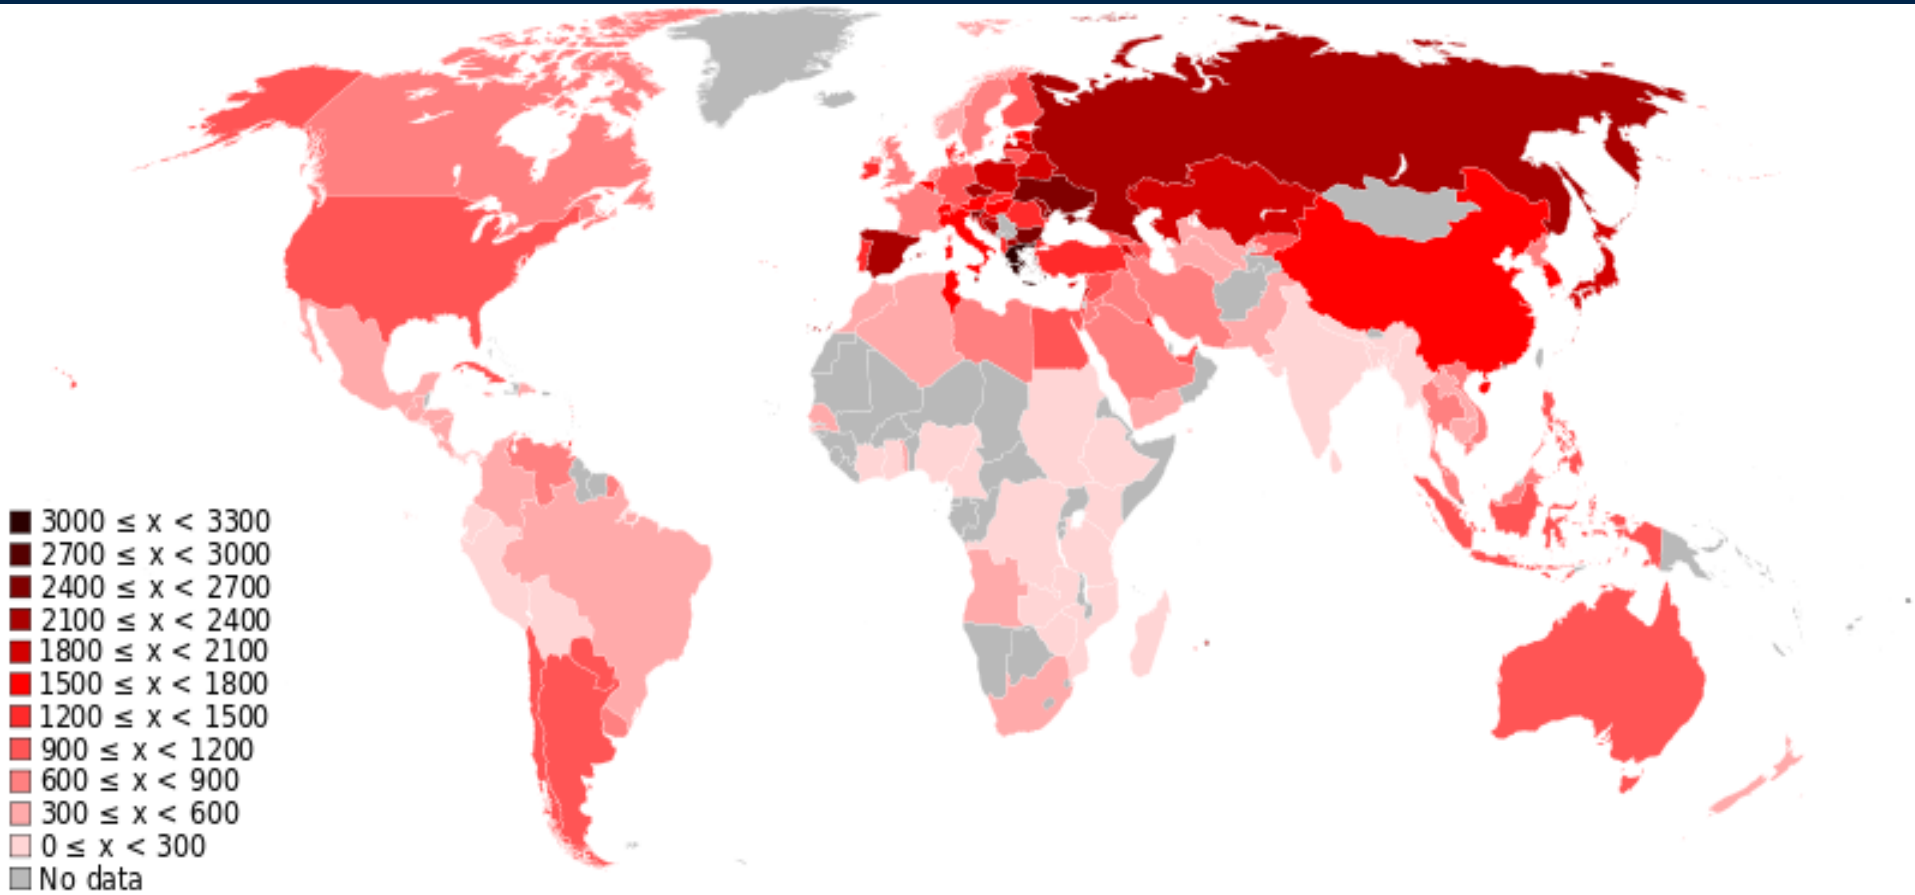 3000 ≤ x < 3300
2700 ≤ x < 3000
2400 ≤ x < 2700
2100 ≤ x < 2400
1800 ≤ x < 2100
1500 ≤ x < 1800
1200 ≤ x < 1500
900 ≤ x < 1200
600 ≤ x < 900
300 ≤ x < 600
0 ≤ x < 300
No data